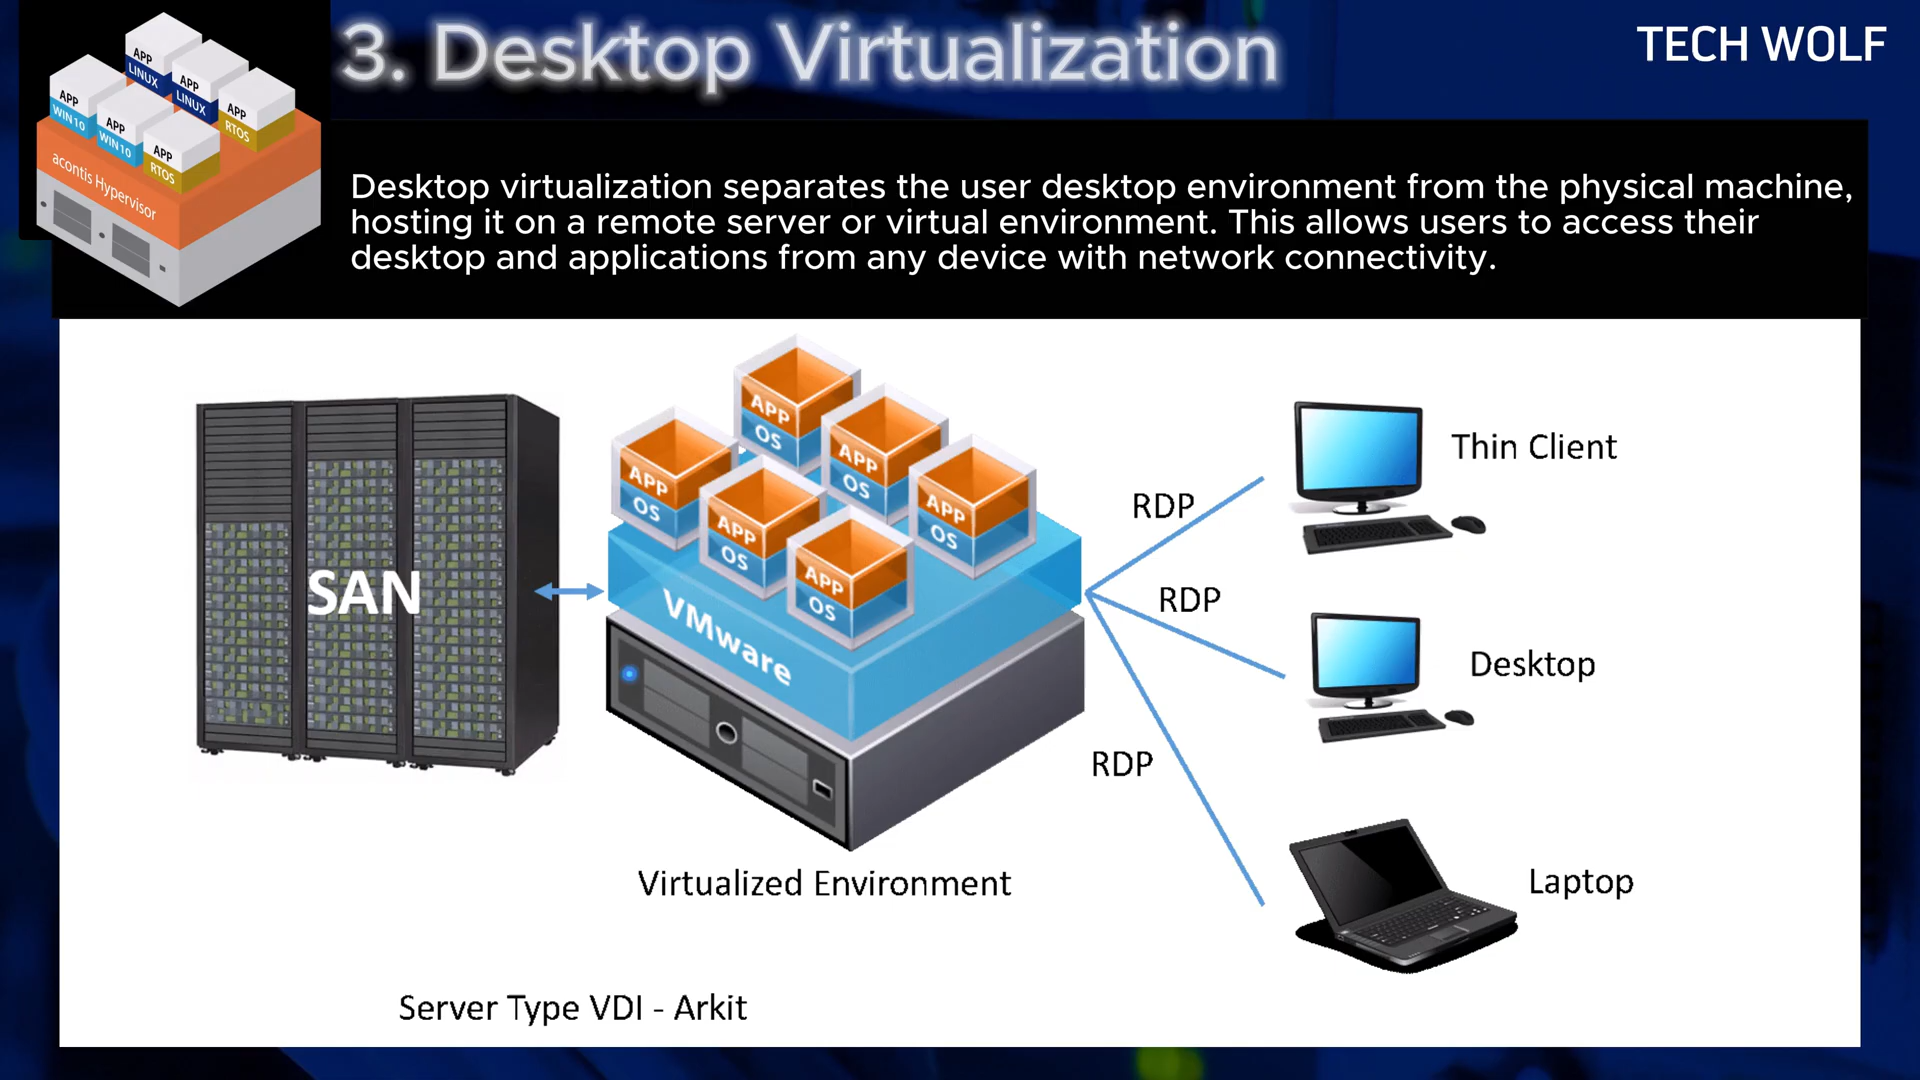 3. Desktop Virtualization
TECH WOLF
APP
LINUX
APP
LINUX
APP
RTOS
APP
WIN 10
APP
WIN 10
APP
RTOS
acontis Hypervisor
Desktop virtualization separates the user desktop environment from the physical machine,
hosting it on a remote server or virtual environment. This allows users to access their
desktop and applications from any device with network connectivity.
SAN
APP
OS
APP
OS
APP
OS
APP
OS
APP
OS
APP
OS
VMware
Virtualized Environment
RDP
Thin Client
RDP
Desktop
RDP
Laptop
Server Type VDI - Arkit